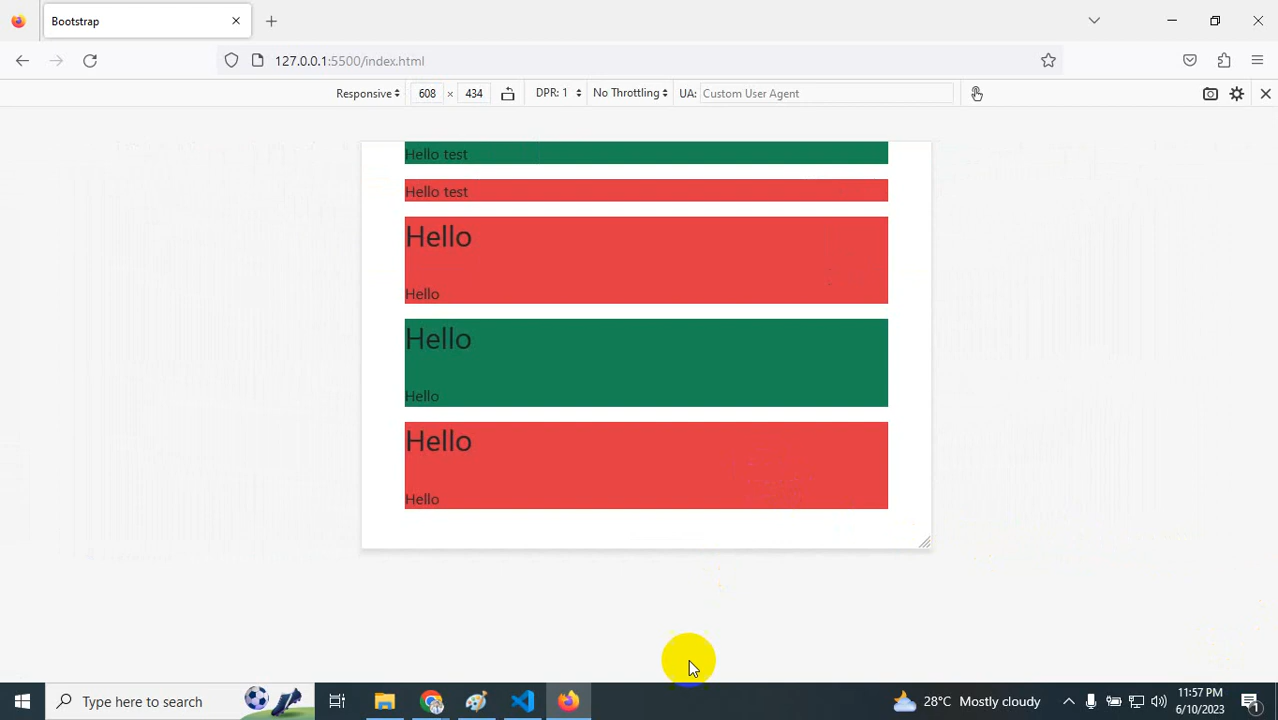 Bootstrap
127.0.0.1:5500/index.html
Responsive 608 × 434 DPR: 1 No Throttling UA: Custom User Agent
Hello test
Hello test
Hello
Hello
Hello
Hello
Hello
Hello
Type here to search
28°C Mostly cloudy
11:57 PM
6/10/2023
1